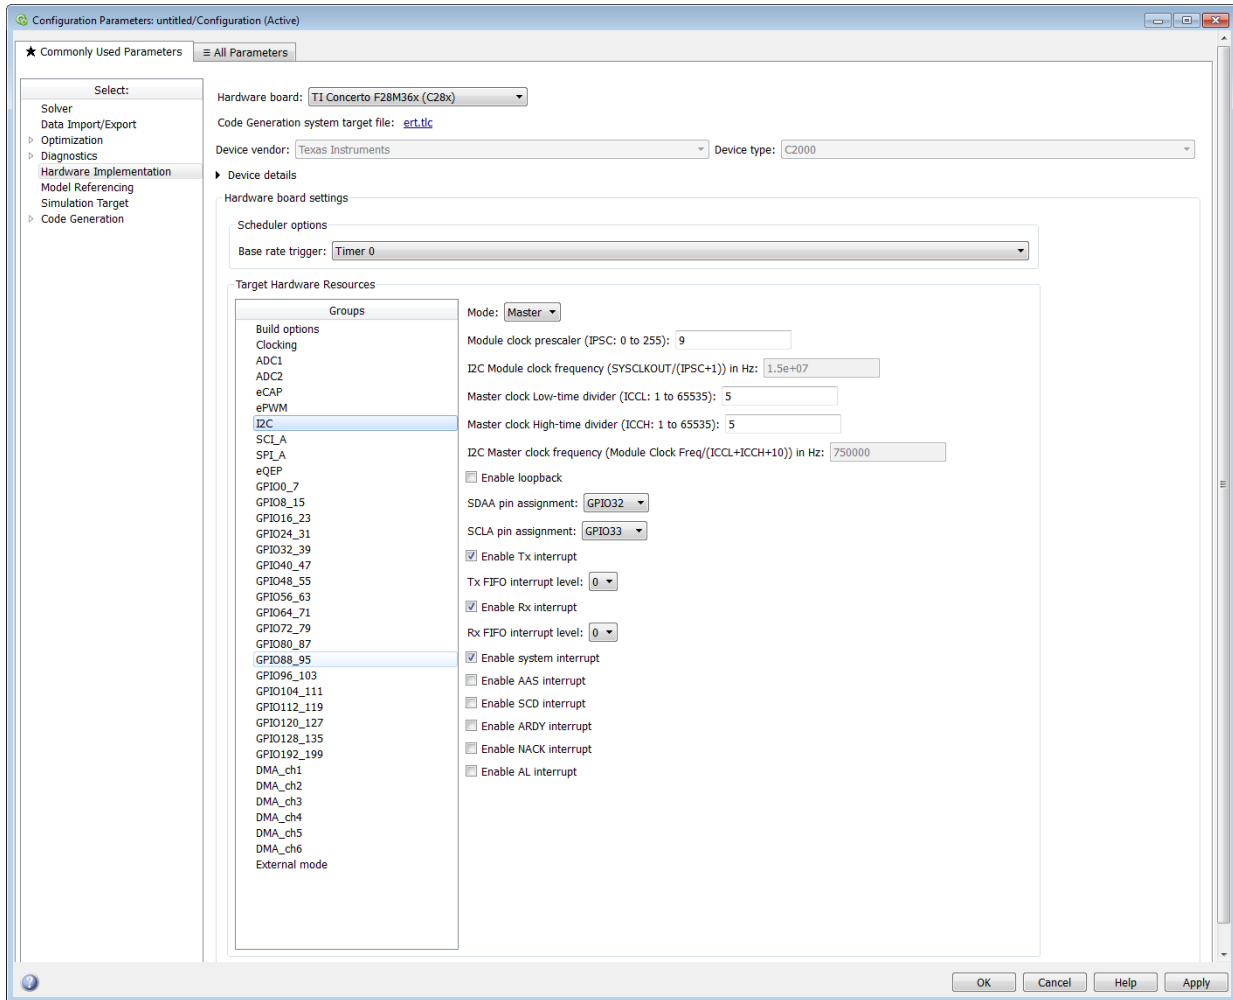 Configuration Parameters: untitled/Configuration (Active)
★ Commonly Used Parameters
≡ All Parameters
Select:
Solver
Data Import/Export
Optimization
Diagnostics
Hardware Implementation
Model Referencing
Simulation Target
Code Generation
Hardware board: TI Concerto F28M36x (C28x)
Code Generation system target file: ert.tlc
Device vendor: Texas Instruments Device type: C2000
Device details
Hardware board settings
Scheduler options
Base rate trigger: Timer 0
Target Hardware Resources
Groups
Build options
Clocking
ADC1
ADC2
eCAP
ePWM
I2C
SCI_A
SPI_A
eQEP
GPIO0_7
GPIO8_15
GPIO16_23
GPIO24_31
GPIO32_39
GPIO40_47
GPIO48_55
GPIO56_63
GPIO64_71
GPIO72_79
GPIO80_87
GPIO88_95
GPIO96_103
GPIO104_111
GPIO112_119
GPIO120_127
GPIO128_135
GPIO192_199
DMA_ch1
DMA_ch2
DMA_ch3
DMA_ch4
DMA_ch5
DMA_ch6
External mode
Mode: Master
Module clock prescaler (IPSC: 0 to 255): 9
I2C Module clock frequency (SYSCLKOUT/(IPSC+1)) in Hz: 1.5e+07
Master clock Low-time divider (ICCL: 1 to 65535): 5
Master clock High-time divider (ICCH: 1 to 65535): 5
I2C Master clock frequency (Module Clock Freq/(ICCL+ICCH+10)) in Hz: 750000
Enable loopback
SDAA pin assignment: GPIO32
SCLA pin assignment: GPIO33
Enable Tx interrupt
Tx FIFO interrupt level: 0
Enable Rx interrupt
Rx FIFO interrupt level: 0
Enable system interrupt
Enable AAS interrupt
Enable SCD interrupt
Enable ARDY interrupt
Enable NACK interrupt
Enable AL interrupt
OK Cancel Help Apply